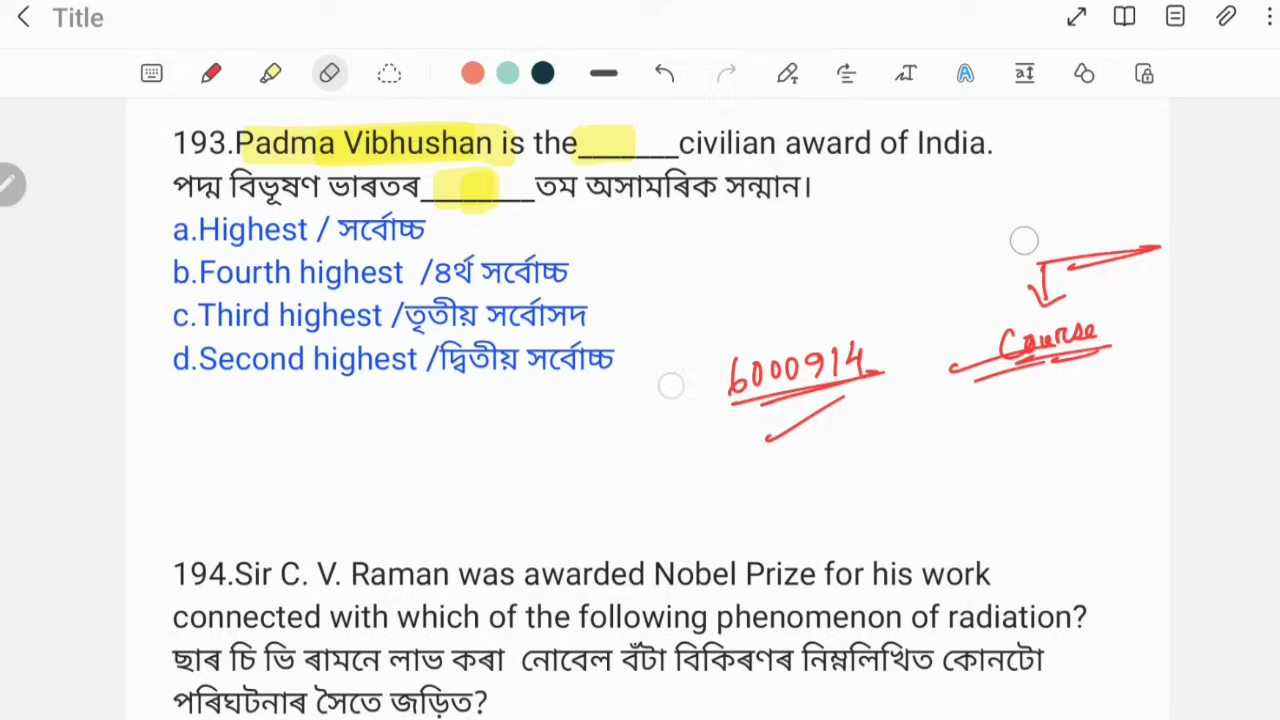 Title
193.Padma Vibhushan is the_______civilian award of India.
পদ্ম বিভূষণ ভাৰতৰ________তম অসামৰিক সন্মান।
a.Highest / সৰ্বোচ্চ
b.Fourth highest /৪ৰ্থ সৰ্বোচ্চ
c.Third highest /তৃতীয় সৰ্বোসদ
d.Second highest /দ্বিতীয় সৰ্বোচ্চ
Course
6000914
194.Sir C. V. Raman was awarded Nobel Prize for his work
connected with which of the following phenomenon of radiation?
ছাৰ চি ভি ৰামনে লাভ কৰা নোবেল বঁটা বিকিৰণৰ নিম্নলিখিত কোনটো
পৰিঘটনাৰ সৈতে জড়িত?